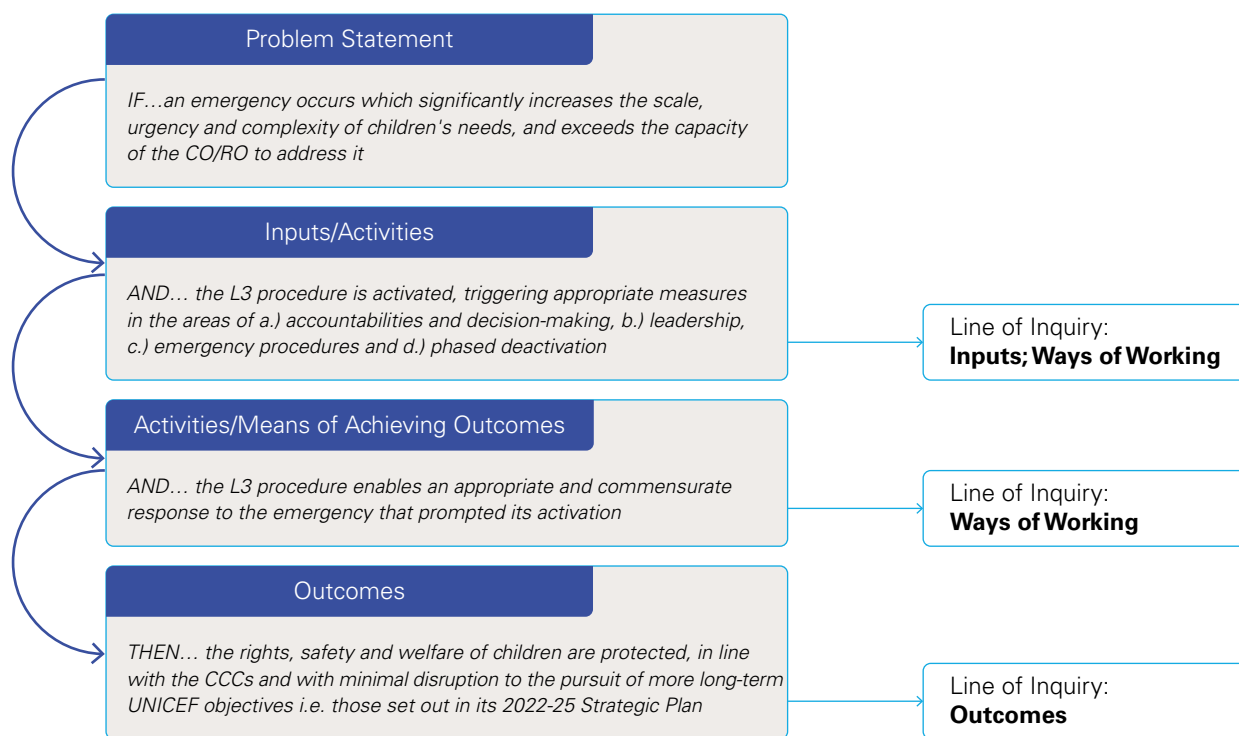 Problem Statement
IF…an emergency occurs which significantly increases the scale,
urgency and complexity of children's needs, and exceeds the capacity
of the CO/RO to address it
Inputs/Activities
AND… the L3 procedure is activated, triggering appropriate measures
in the areas of a.) accountabilities and decision-making, b.) leadership,
c.) emergency procedures and d.) phased deactivation
Line of Inquiry:
Inputs; Ways of Working
Activities/Means of Achieving Outcomes
AND… the L3 procedure enables an appropriate and commensurate
response to the emergency that prompted its activation
Line of Inquiry:
Ways of Working
Outcomes
THEN… the rights, safety and welfare of children are protected, in line
with the CCCs and with minimal disruption to the pursuit of more long-term
UNICEF objectives i.e. those set out in its 2022-25 Strategic Plan
Line of Inquiry:
Outcomes